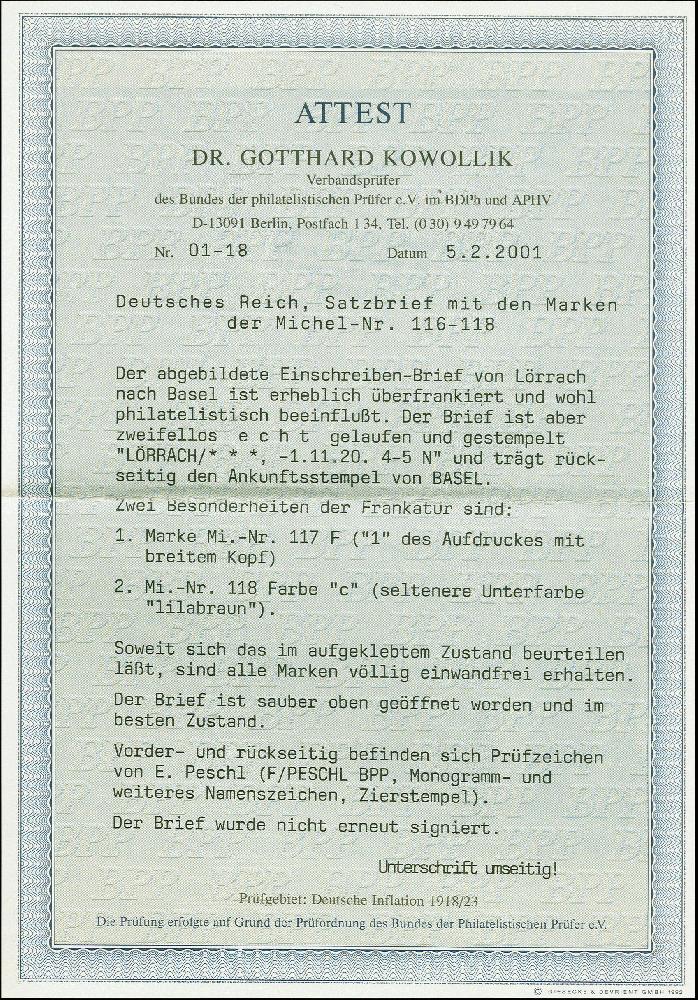 ATTEST
DR. GOTTHARD KOWOLLIK
Verbandsprüfer
des Bundes der philatelistischen Prüfer e.V. im BDPh und APHV
D-13091 Berlin, Postfach 134, Tel. (030) 9497964
Nr. 01-18 Datum 5.2.2001
Deutsches Reich, Satzbrief mit den Marken
der Michel-Nr. 116-118
Der abgebildete Einschreiben-Brief von Lörrach
nach Basel ist erheblich überfrankiert und wohl
philatelistisch beeinflußt. Der Brief ist aber
zweifellos e c h t gelaufen und gestempelt
"LÖRRACH/* * *, -1.11.20. 4-5 N" und trägt rück-
seitig den Ankunftsstempel von BASEL.
Zwei Besonderheiten der Frankatur sind:
1. Marke Mi.-Nr. 117 F ("1" des Aufdruckes mit
breitem Kopf)
2. Mi.-Nr. 118 Farbe "c" (seltenere Unterfarbe
"lilabraun").
Soweit sich das im aufgeklebtem Zustand beurteilen
läßt, sind alle Marken völlig einwandfrei erhalten.
Der Brief ist sauber oben geöffnet worden und im
besten Zustand.
Vorder- und rückseitig befinden sich Prüfzeichen
von E. Peschl (F/PESCHL BPP, Monogramm- und
weiteres Namenszeichen, Zierstempel).
Der Brief wurde nicht erneut signiert.
Unterschrift umseitig!
Prüfgebiet: Deutsche Inflation 1918/23
Die Prüfung erfolgte auf Grund der Prüfordnung des Bundes der Philatelistischen Prüfer e.V.
© GIESECKE & DEVRIENT GMBH 1992